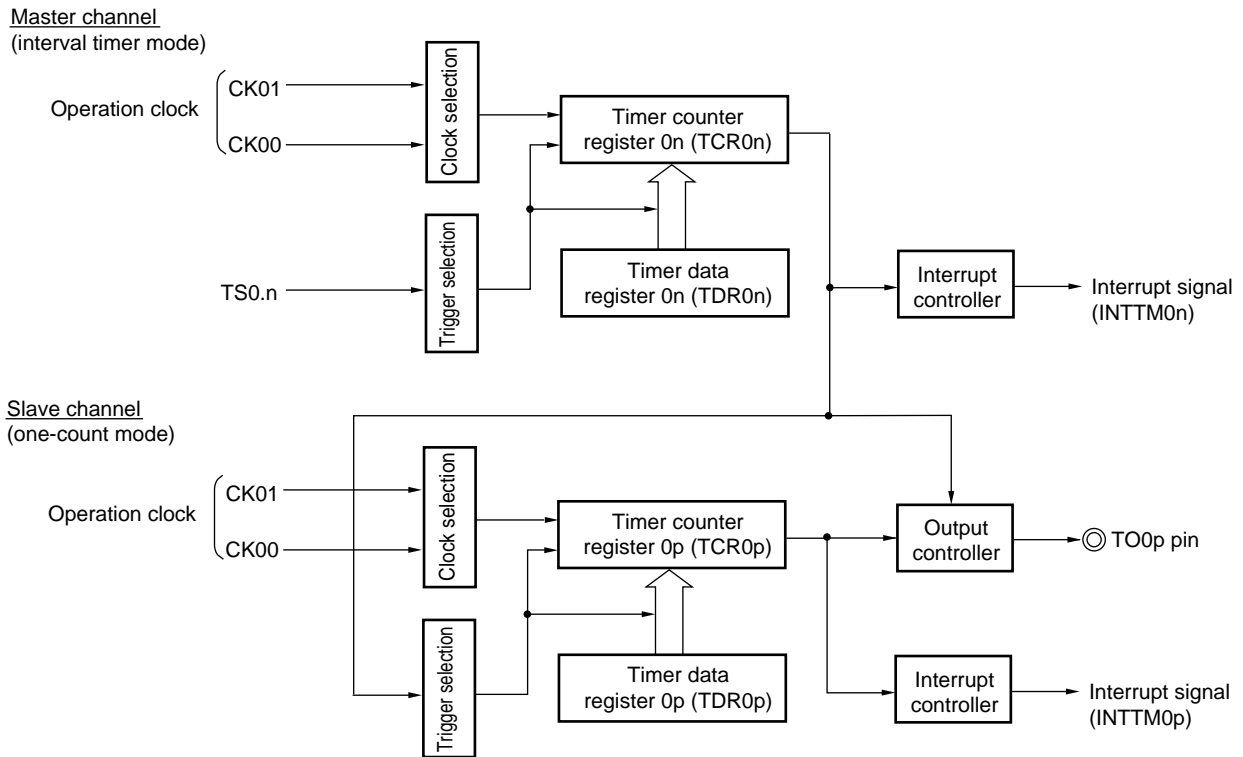 Master channel
(interval timer mode)
Operation clock
CK01
CK00
Clock selection
Timer counter
register 0n (TCR0n)
TS0.n
Trigger selection
Timer data
register 0n (TDR0n)
Interrupt
controller
Interrupt signal
(INTTM0n)
Slave channel
(one-count mode)
Operation clock
CK01
CK00
Clock selection
Timer counter
register 0p (TCR0p)
Output
controller
TO0p pin
Trigger selection
Timer data
register 0p (TDR0p)
Interrupt
controller
Interrupt signal
(INTTM0p)